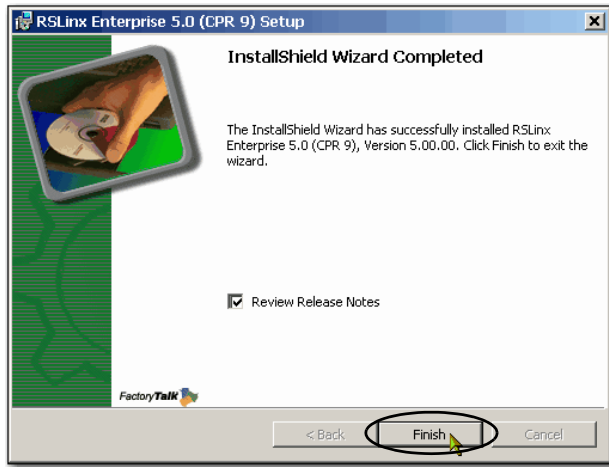 RSLinx Enterprise 5.0 (CPR 9) Setup
InstallShield Wizard Completed
The InstallShield Wizard has successfully installed RSLinx
Enterprise 5.0 (CPR 9), Version 5.00.00. Click Finish to exit the
wizard.
Review Release Notes
FactoryTalk
< Back Finish Cancel